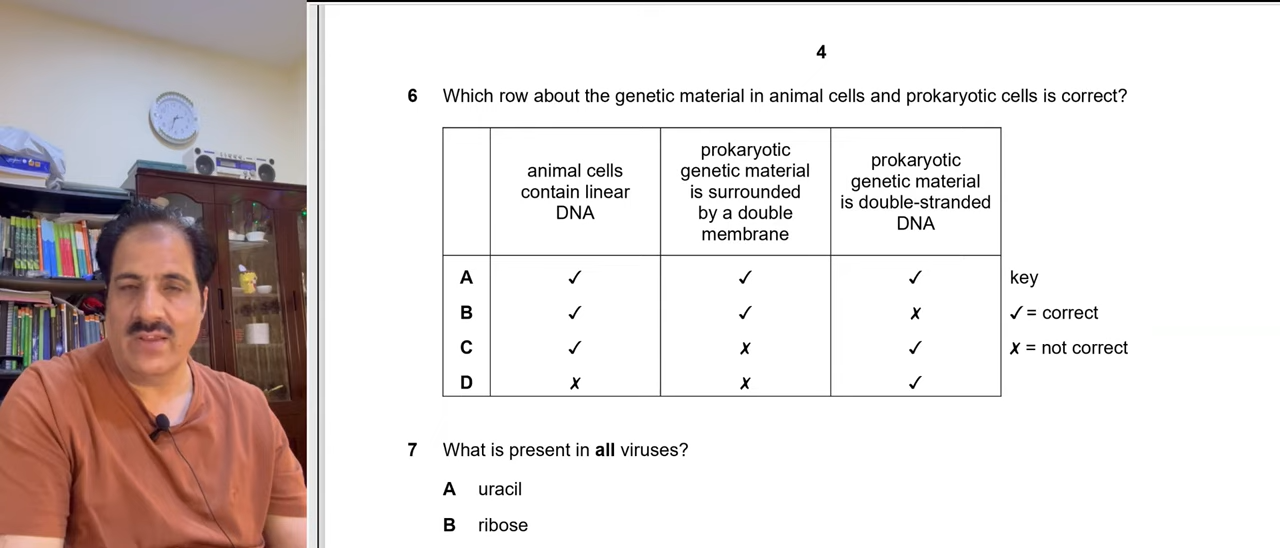 4
6 Which row about the genetic material in animal cells and prokaryotic cells is correct?
animal cells
contain linear
DNA
prokaryotic
genetic material
is surrounded
by a double
membrane
prokaryotic
genetic material
is double-stranded
DNA
A ✓ ✓ ✓
B ✓ ✓ ✗
C ✓ ✗ ✓
D ✗ ✗ ✓
key
✓ = correct
✗ = not correct
7 What is present in all viruses?
A uracil
B ribose